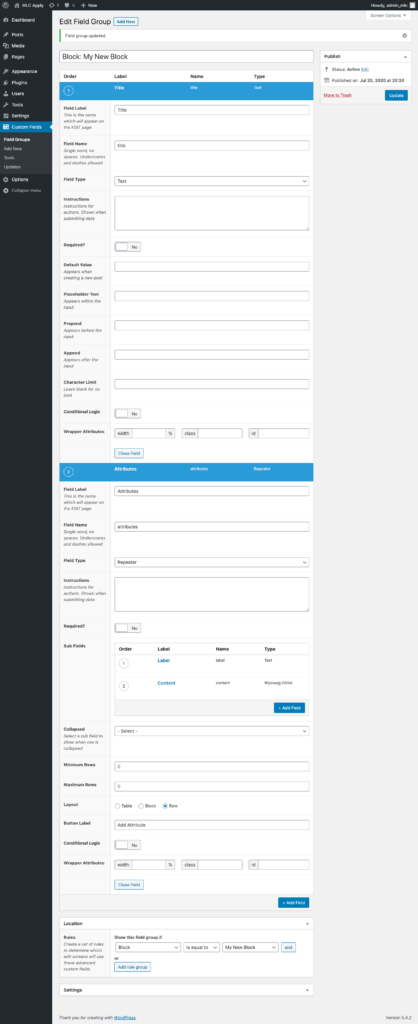 MLC Apply
1
0
New
Howdy, admin_mlc
Screen Options
Dashboard
Posts
Media
Pages
Appearance
Plugins
Users
Tools
Settings
Custom Fields
Field Groups
Add New
Tools
Updates
Options
Collapse menu
Edit Field Group
Add New
Field group updated.
Block: My New Block
Order Label Name Type
1 Title title text
Field Label
This is the name which will appear on the EDIT page
Title
Field Name
Single word, no spaces. Underscores and dashes allowed
title
Field Type
Text
Instructions
Instructions for authors. Shown when submitting data
Required?
No
Default Value
Appears when creating a new post
Placeholder Text
Appears within the input
Prepend
Appears before the input
Append
Appears after the input
Character Limit
Leave blank for no limit
Conditional Logic
No
Wrapper Attributes
width % class id
Close Field
2 Attributes attributes Repeater
Field Label
This is the name which will appear on the EDIT page
Attributes
Field Name
Single word, no spaces. Underscores and dashes allowed
attributes
Field Type
Repeater
Instructions
Instructions for authors. Shown when submitting data
Required?
No
Sub Fields
Order Label Name Type
1 Label label Text
2 Content content Wysiwyg Editor
+ Add Field
Collapsed
Select a sub field to show when row is collapsed
- Select -
Minimum Rows
0
Maximum Rows
0
Layout
Table Block Row
Button Label
Add Attribute
Conditional Logic
No
Wrapper Attributes
width % class id
Close Field
+ Add Field
Location
Rules
Create a set of rules to determine which edit screens will use these advanced custom fields
Show this field group if
Block is equal to My New Block and
or
Add rule group
Settings
Publish
Status: Active Edit
Published on: Jul 20, 2020 at 20:24
Move to Trash
Update
Thank you for creating with WordPress.
Version 5.4.2